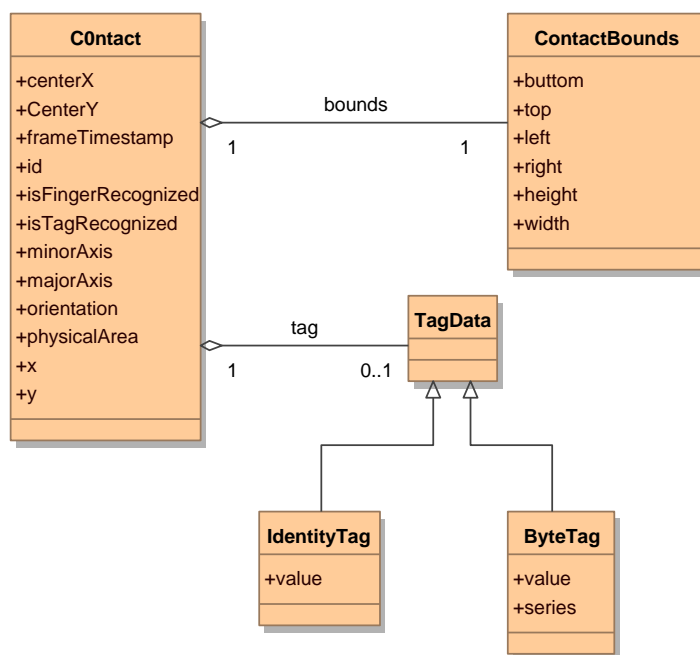 C0ntact
+centerX
+CenterY
+frameTimestamp
+id
+isFingerRecognized
+isTagRecognized
+minorAxis
+majorAxis
+orientation
+physicalArea
+x
+y
bounds
1
1
ContactBounds
+buttom
+top
+left
+right
+height
+width
tag
1
0..1
TagData
IdentityTag
+value
ByteTag
+value
+series